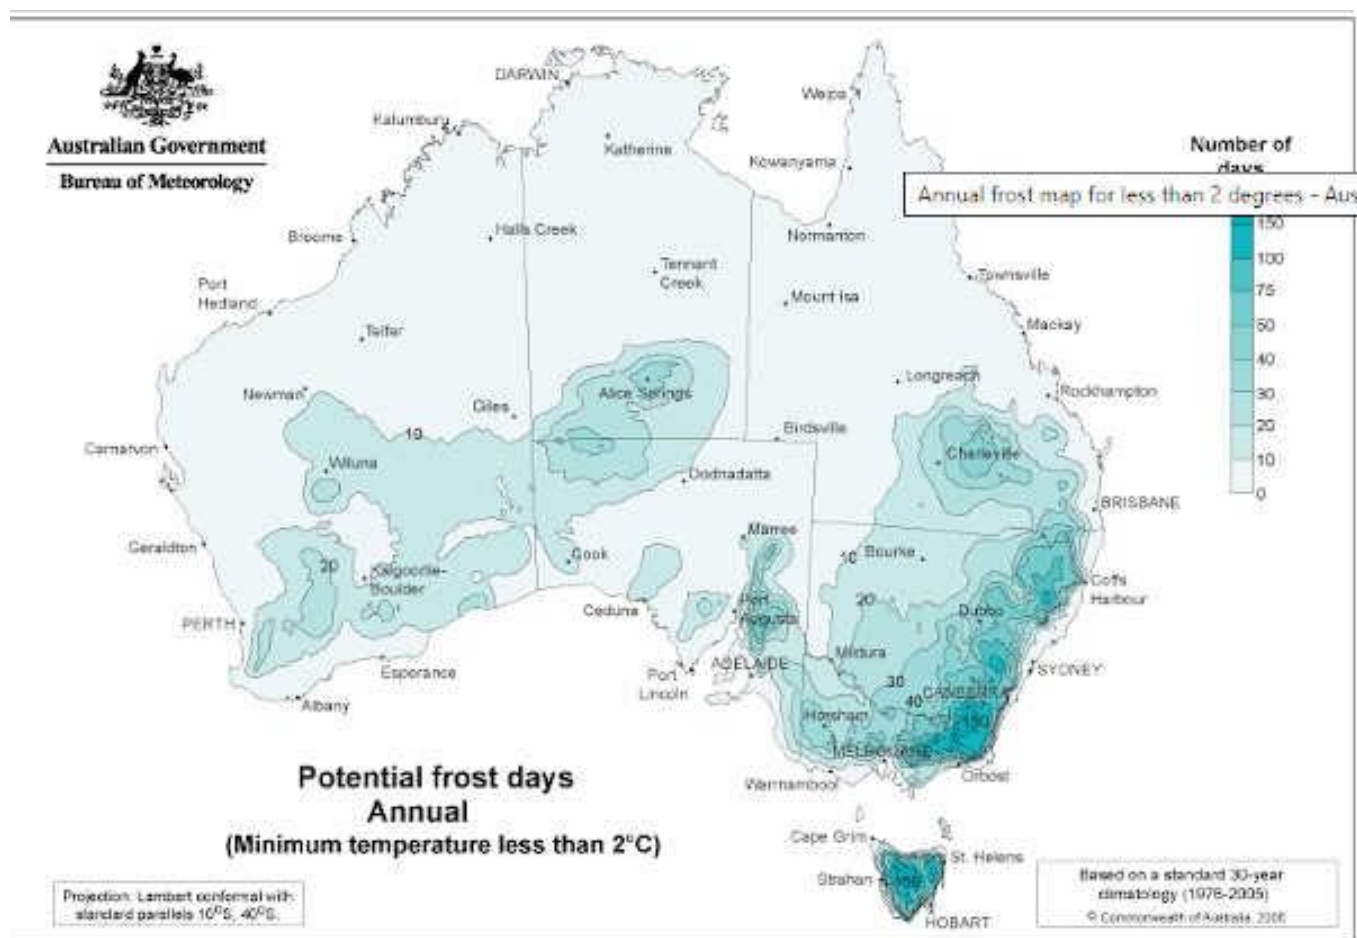 Australian Government
Bureau of Meteorology
DARWIN
Kalumburu
Katherine
Weipa
Kowanyama
Number of
days
Annual frost map for less than 2 degrees - Aus
Broome
Halls Creek
Normanton
Port
Hedland
Tennant
Creek
Mount Isa
Townsville
Telfer
Mackay
Newman
Giles
Alice Springs
Longreach
Rockhampton
Carnarvon
10
Birdsville
Wiluna
Oodnadatta
Charleville
BRISBANE
150
100
75
50
40
30
20
10
0
Geraldton
20
Kalgoorlie-
Boulder
Cook
Marree
10
Bourke
Coffs
Harbour
PERTH
Ceduna
Port
Augusta
20
Dubbo
Esperance
Albany
Port
Lincoln
ADELAIDE
Mildura
30
40
CANBERRA
SYDNEY
Horsham
150
MELBOURNE
Warrnambool
Orbost
Potential frost days
Annual
(Minimum temperature less than 2°C)
Cape Grim
St. Helens
Strahan
HOBART
Projection: Lambert conformal with
standard parallels 10°S, 40°S.
Based on a standard 30-year
climatology (1976-2005)
© Commonwealth of Australia, 2006